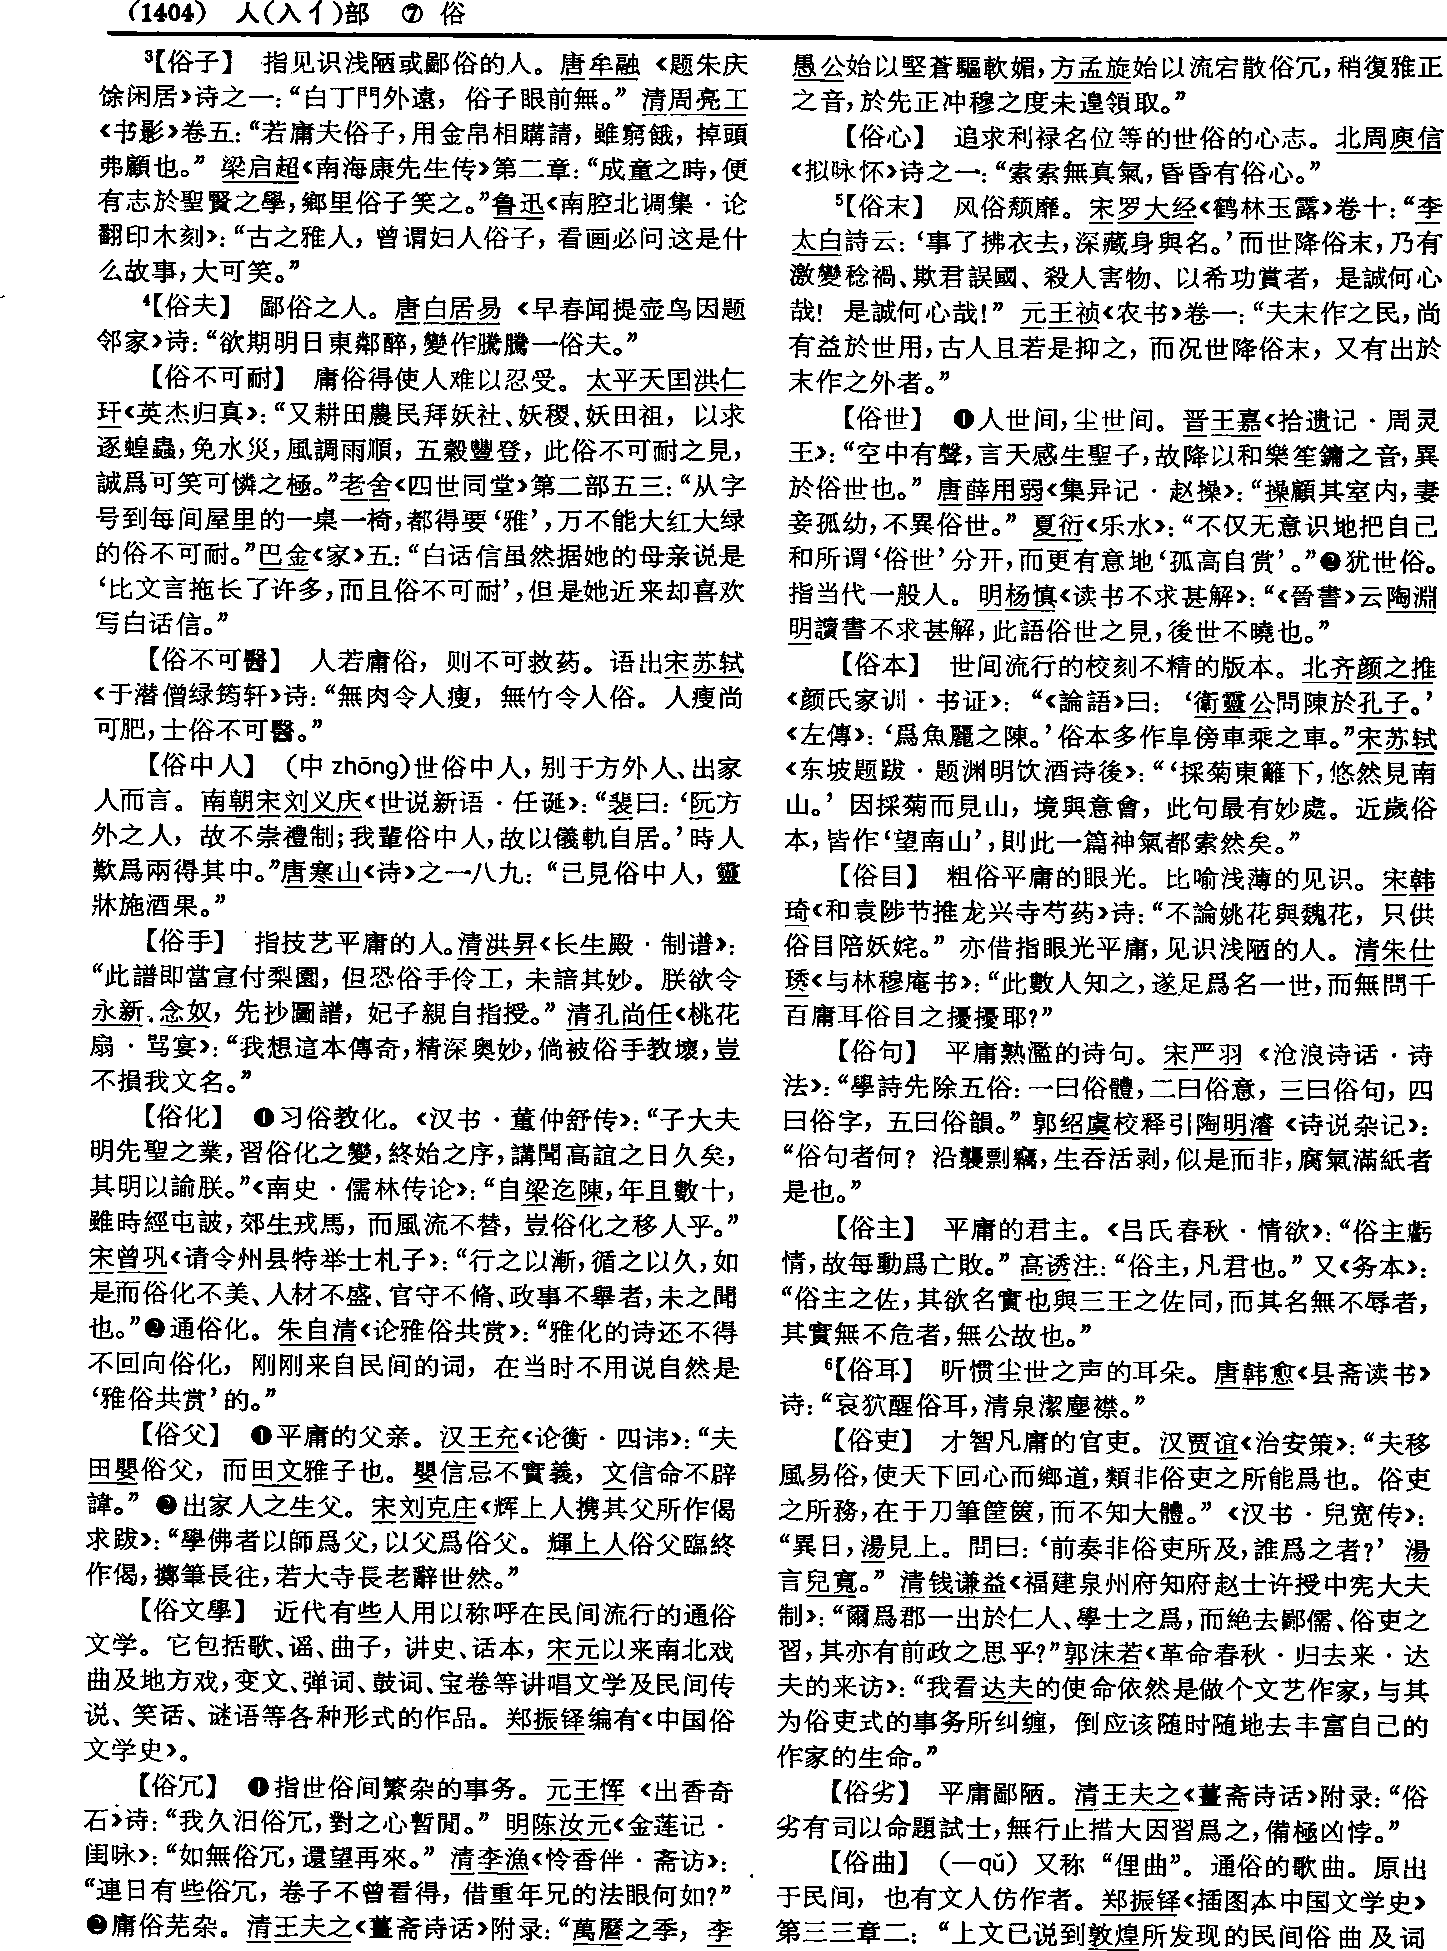 (1404) 人(入亻)部 ⑦ 俗
³【俗子】 指见识浅陋或鄙俗的人。唐牟融《题朱庆
馀闲居》诗之一：“白丁門外遠，俗子眼前無。”清周亮工
《书影》卷五：“若庸夫俗子，用金帛相購請，雖窮餓，掉頭
弗顧也。”梁启超《南海康先生传》第二章：“成童之時，便
有志於聖賢之學，鄉里俗子笑之。”鲁迅《南腔北调集·论
翻印木刻》：“古之雅人，曾谓妇人俗子，看画必问这是什
么故事，大可笑。”
⁴【俗夫】 鄙俗之人。唐白居易《早春闻提壶鸟因题
邻家》诗：“欲期明日東鄰醉，變作騰騰一俗夫。”
【俗不可耐】 庸俗得使人难以忍受。太平天囯洪仁
玕《英杰归真》：“又耕田農民拜妖社、妖稷、妖田祖，以求
逐蝗蟲，免水災，風調雨順，五穀豐登，此俗不可耐之見，
誠爲可笑可憐之極。”老舍《四世同堂》第二部五三：“从字
号到每间屋里的一桌一椅，都得要‘雅’，万不能大红大绿
的俗不可耐。”巴金《家》五：“白话信虽然据她的母亲说是
‘比文言拖长了许多，而且俗不可耐’，但是她近来却喜欢
写白话信。”
【俗不可醫】 人若庸俗，则不可救药。语出宋苏轼
《于潜僧绿筠轩》诗：“無肉令人瘦，無竹令人俗。人瘦尚
可肥，士俗不可醫。”
【俗中人】 (中 zhōng)世俗中人，别于方外人、出家
人而言。南朝宋刘义庆《世说新语·任诞》：“裴曰：‘阮方
外之人，故不崇禮制；我輩俗中人，故以儀軌自居。’時人
歎爲兩得其中。”唐寒山《诗》之一八九：“已見俗中人，靈
牀施酒果。”
【俗手】 指技艺平庸的人。清洪昇《长生殿·制谱》：
“此譜即當宣付梨園，但恐俗手伶工，未諳其妙。朕欲令
永新、念奴，先抄圖譜，妃子親自指授。”清孔尚任《桃花
扇·骂宴》：“我想這本傳奇，精深奥妙，倘被俗手教壞，豈
不損我文名。”
【俗化】 ❶习俗教化。《汉书·董仲舒传》：“子大夫
明先聖之業，習俗化之變，終始之序，講聞高誼之日久矣，
其明以諭朕。”《南史·儒林传论》：“自梁迄陳，年且數十，
雖時經屯詖，郊生戎馬，而風流不替，豈俗化之移人乎。”
宋曾巩《请令州县特举士札子》：“行之以漸，循之以久，如
是而俗化不美、人材不盛、官守不脩、政事不舉者，未之聞
也。”❷通俗化。朱自清《论雅俗共赏》：“雅化的诗还不得
不回向俗化，刚刚来自民间的词，在当时不用说自然是
‘雅俗共赏’的。”
【俗父】 ❶平庸的父亲。汉王充《论衡·四讳》：“夫
田嬰俗父，而田文雅子也。嬰信忌不實義，文信命不辟
諱。”❷出家人之生父。宋刘克庄《辉上人携其父所作偈
求跋》：“學佛者以師爲父，以父爲俗父。輝上人俗父臨終
作偈，擲筆長往，若大寺長老辭世然。”
【俗文學】 近代有些人用以称呼在民间流行的通俗
文学。它包括歌、谣、曲子，讲史、话本，宋元以来南北戏
曲及地方戏，变文、弹词、鼓词、宝卷等讲唱文学及民间传
说、笑话、谜语等各种形式的作品。郑振铎编有《中国俗
文学史》。
【俗冗】 ❶指世俗间繁杂的事务。元王恽《出香奇
石》诗：“我久汨俗冗，對之心暫閒。”明陈汝元《金莲记·
闺咏》：“如無俗冗，還望再來。”清李漁《怜香伴·斋访》：
“連日有些俗冗，卷子不曾看得，借重年兄的法眼何如？”
❷庸俗芜杂。清王夫之《薑斋诗话》附录：“萬曆之季，李
愚公始以堅蒼驅軟媚，方孟旋始以流宕散俗冗，稍復雅正
之音，於先正冲穆之度未遑領取。”
【俗心】 追求利禄名位等的世俗的心志。北周庾信
《拟咏怀》诗之一：“索索無真氣，昏昏有俗心。”
⁵【俗末】 风俗颓靡。宋罗大经《鹤林玉露》卷十：“李
太白詩云：‘事了拂衣去，深藏身與名。’而世降俗末，乃有
激變稔禍、欺君誤國、殺人害物、以希功賞者，是誠何心
哉！是誠何心哉！”元王祯《农书》卷一：“夫末作之民，尚
有益於世用，古人且若是抑之，而况世降俗末，又有出於
末作之外者。”
【俗世】 ❶人世间，尘世间。晋王嘉《拾遗记·周灵
王》：“空中有聲，言天感生聖子，故降以和樂笙鏞之音，異
於俗世也。”唐薛用弱《集异记·赵操》：“操顧其室内，妻
妾孤幼，不異俗世。”夏衍《乐水》：“不仅无意识地把自己
和所谓‘俗世’分开，而更有意地‘孤高自赏’。”❷犹世俗。
指当代一般人。明杨慎《读书不求甚解》：“《晉書》云陶淵
明讀書不求甚解，此語俗世之見，後世不曉也。”
【俗本】 世间流行的校刻不精的版本。北齐颜之推
《颜氏家训·书证》：“《論語》曰：‘衛靈公問陳於孔子。’
《左傳》：‘爲魚麗之陳。’俗本多作阜傍車乘之車。”宋苏轼
《东坡题跋·题渊明饮酒诗後》：“‘採菊東籬下，悠然見南
山。’因採菊而見山，境與意會，此句最有妙處。近歲俗
本，皆作‘望南山’，則此一篇神氣都索然矣。”
【俗目】 粗俗平庸的眼光。比喻浅薄的见识。宋韩
琦《和袁陟节推龙兴寺芍药》诗：“不論姚花與魏花，只供
俗目陪妖姹。”亦借指眼光平庸，见识浅陋的人。清朱仕
琇《与林穆庵书》：“此數人知之，遂足爲名一世，而無問千
百庸耳俗目之擾擾耶？”
【俗句】 平庸熟滥的诗句。宋严羽《沧浪诗话·诗
法》：“學詩先除五俗：一曰俗體，二曰俗意，三曰俗句，四
曰俗字，五曰俗韻。”郭绍虞校释引陶明濬《诗说杂记》：
“俗句者何？沿襲剽竊，生吞活剥，似是而非，腐氣滿紙者
是也。”
【俗主】 平庸的君主。《吕氏春秋·情欲》：“俗主虧
情，故每動爲亡敗。”高诱注：“俗主，凡君也。”又《务本》：
“俗主之佐，其欲名實也與三王之佐同，而其名無不辱者，
其實無不危者，無公故也。”
⁶【俗耳】 听惯尘世之声的耳朵。唐韩愈《县斋读书》
诗：“哀狖醒俗耳，清泉潔塵襟。”
【俗吏】 才智凡庸的官吏。汉贾谊《治安策》：“夫移
風易俗，使天下回心而鄉道，類非俗吏之所能爲也。俗吏
之所務，在于刀筆筐篋，而不知大體。”《汉书·兒宽传》：
“異日，湯見上。問曰：‘前奏非俗吏所及，誰爲之者？’湯
言兒寬。”清钱谦益《福建泉州府知府赵士许授中宪大夫
制》：“爾爲郡一出於仁人、學士之爲，而絶去鄙儒、俗吏之
習，其亦有前政之思乎？”郭沫若《革命春秋·归去来·达
夫的来访》：“我看达夫的使命依然是做个文艺作家，与其
为俗吏式的事务所纠缠，倒应该随时随地去丰富自己的
作家的生命。”
【俗劣】 平庸鄙陋。清王夫之《薑斋诗话》附录：“俗
劣有司以命題試士，無行止措大因習爲之，備極凶悖。”
【俗曲】 (—qǔ) 又称“俚曲”。通俗的歌曲。原出
于民间，也有文人仿作者。郑振铎《插图本中国文学史》
第三三章二：“上文已说到敦煌所发现的民间俗曲及词